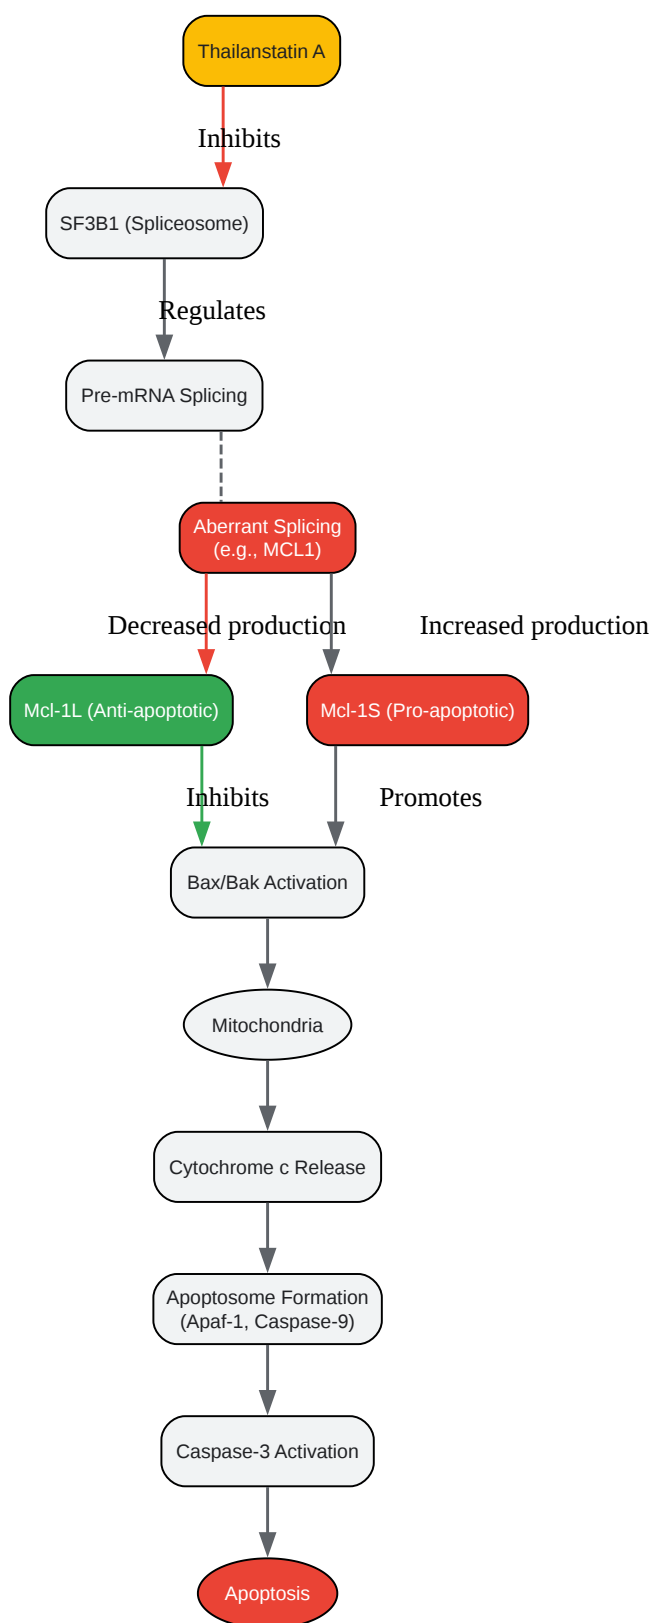 Thailanstatin A
Inhibits
SF3B1 (Spliceosome)
Regulates
Pre-mRNA Splicing
Aberrant Splicing
(e.g., MCL1)
Decreased production
Increased production
Mcl-1L (Anti-apoptotic)
Mcl-1S (Pro-apoptotic)
Inhibits
Promotes
Bax/Bak Activation
Mitochondria
Cytochrome c Release
Apoptosome Formation
(Apaf-1, Caspase-9)
Caspase-3 Activation
Apoptosis